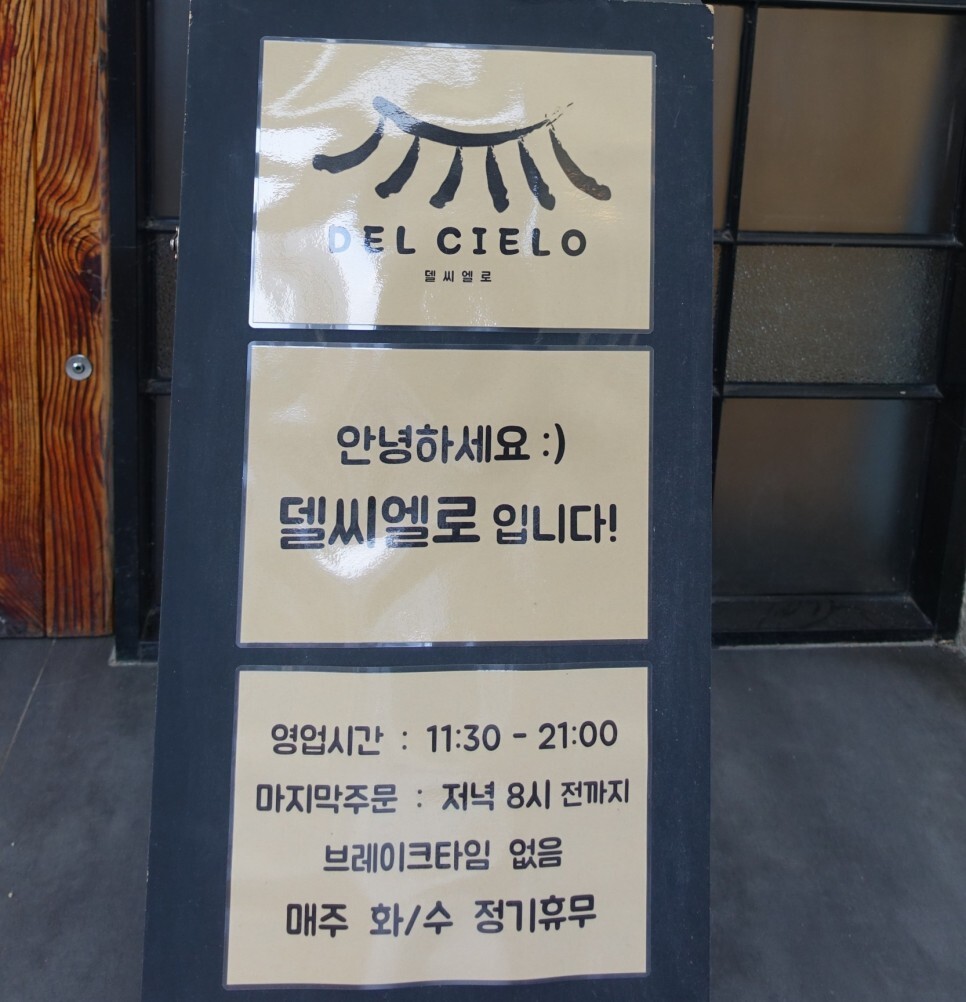 DEL CIELO
델씨엘로
안녕하세요 :)
델씨엘로 입니다!
영업시간 : 11:30 - 21:00
마지막주문 : 저녁 8시 전까지
브레이크타임 없음
매주 화/수 정기휴무